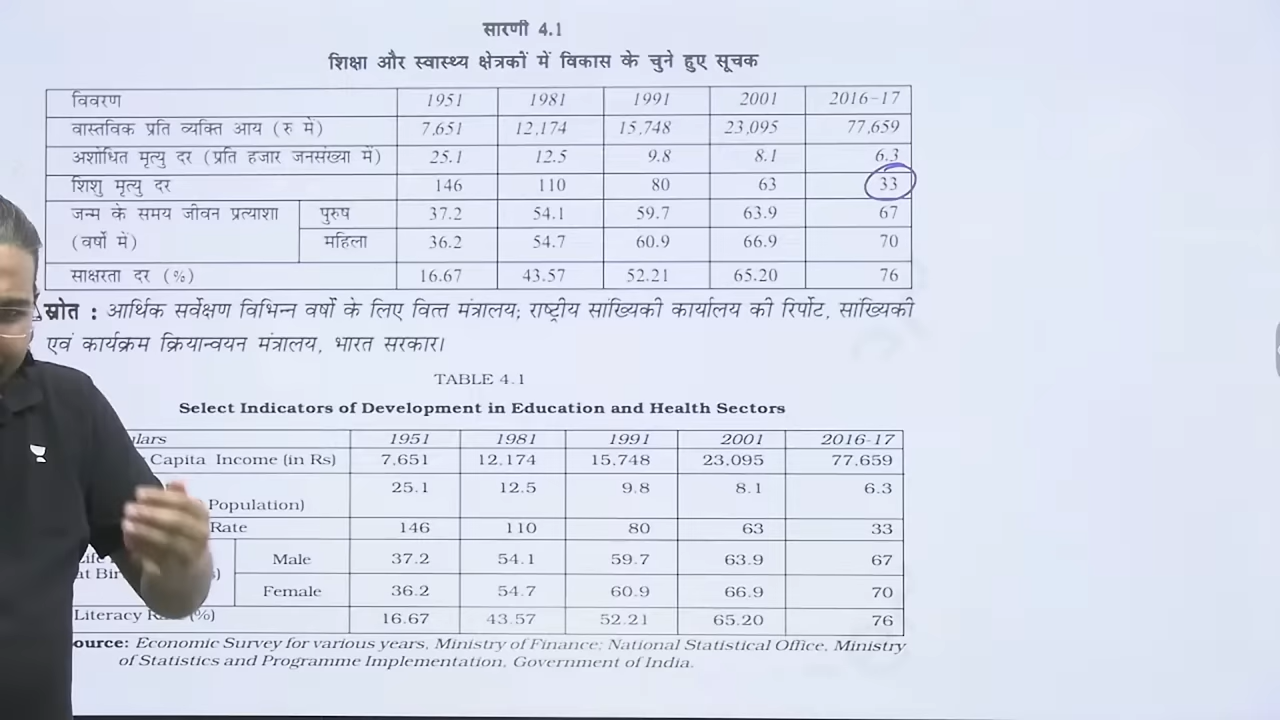 सारणी 4.1
शिक्षा और स्वास्थ्य क्षेत्रकों में विकास के चुने हुए सूचक
विवरण 1951 1981 1991 2001 2016-17
वास्तविक प्रति व्यक्ति आय (रु में) 7,651 12,174 15,748 23,095 77,659
अशोधित मृत्यु दर (प्रति हजार जनसंख्या में) 25.1 12.5 9.8 8.1 6.3
शिशु मृत्यु दर 146 110 80 63 33
जन्म के समय जीवन प्रत्याशा पुरुष 37.2 54.1 59.7 63.9 67
(वर्षों में) महिला 36.2 54.7 60.9 66.9 70
साक्षरता दर (%) 16.67 43.57 52.21 65.20 76
स्रोत : आर्थिक सर्वेक्षण विभिन्न वर्षों के लिए वित्त मंत्रालय; राष्ट्रीय सांख्यिकी कार्यालय की रिर्पोट, सांख्यिकी
एवं कार्यक्रम क्रियान्वयन मंत्रालय, भारत सरकार।
TABLE 4.1
Select Indicators of Development in Education and Health Sectors
1951 1981 1991 2001 2016-17
Capita Income (in Rs) 7,651 12,174 15,748 23,095 77,659
25.1 12.5 9.8 8.1 6.3
Population)
Rate 146 110 80 63 33
Male 37.2 54.1 59.7 63.9 67
at Female 36.2 54.7 60.9 66.9 70
Literacy (%) 16.67 43.57 52.21 65.20 76
Economic Survey for various years, Ministry of Finance; National Statistical Office, Ministry
of Statistics and Programme Implementation, Government of India.